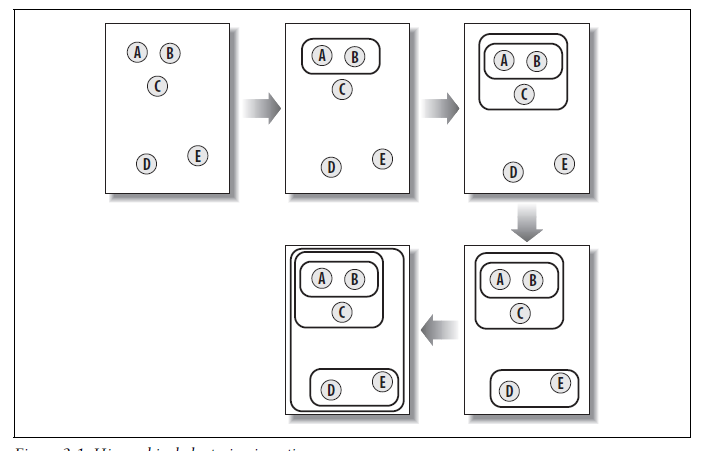 A B
C
D E
A B
C
D E
A B
C
D E
A B
C
D E
A B
C
D E
Figure 3-1. Hierarchical clustering in action